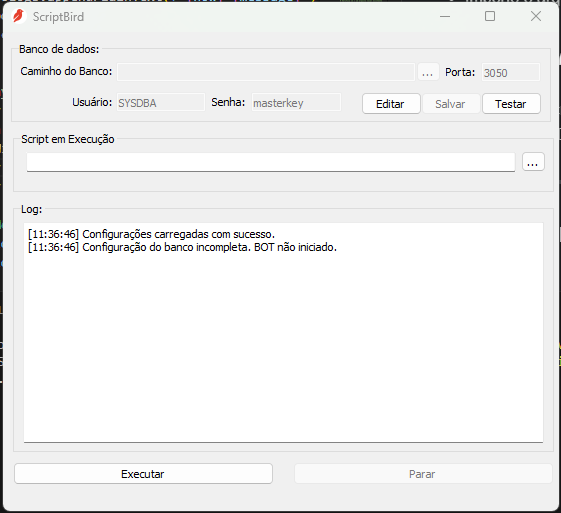 ScriptBird
Banco de dados:
Caminho do Banco: ... Porta: 3050
Usuário: SYSDBA Senha: masterkey Editar Salvar Testar
Script em Execução
...
Log:
[11:36:46] Configurações carregadas com sucesso.
[11:36:46] Configuração do banco incompleta. BOT não iniciado.
Executar Parar